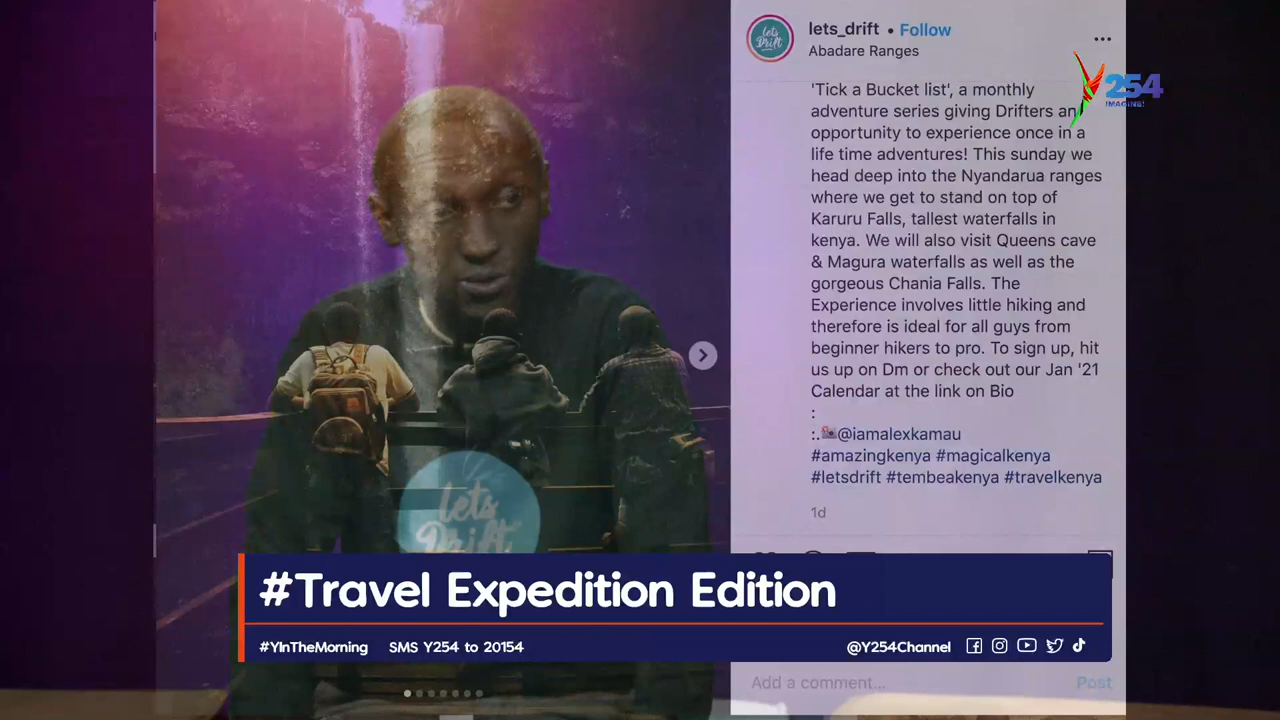 lets Drift
lets_drift • Follow
Abadare Ranges
Y254
!MAGINE!
'Tick a Bucket list', a monthly
adventure series giving Drifters an
opportunity to experience once in a
life time adventures! This sunday we
head deep into the Nyandarua ranges
where we get to stand on top of
Karuru Falls, tallest waterfalls in
kenya. We will also visit Queens cave
& Magura waterfalls as well as the
gorgeous Chania Falls. The
Experience involves little hiking and
therefore is ideal for all guys from
beginner hikers to pro. To sign up, hit
us up on Dm or check out our Jan '21
Calendar at the link on Bio
:
:.📸@iamalexkamau
#amazingkenya #magicalkenya
#letsdrift #tembeakenya #travelkenya
1d
lets
Drift
#Travel Expedition Edition
#YInTheMorning SMS Y254 to 20154
@Y254Channel
Add a comment... Post